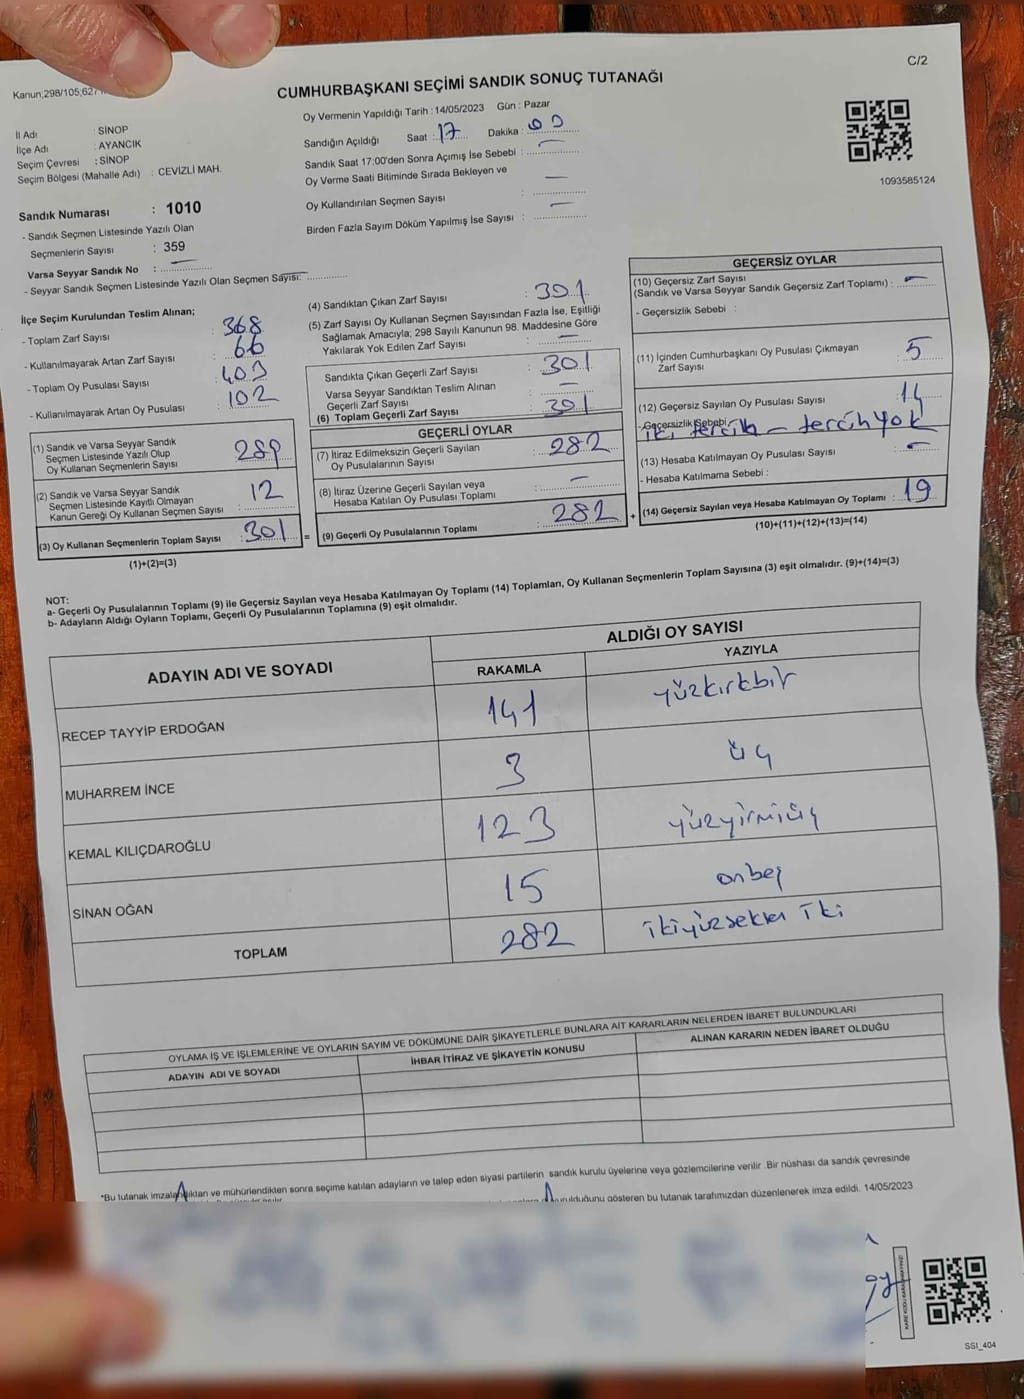 C/2
Kanun;298/105,627
CUMHURBAŞKANI SEÇİMİ SANDIK SONUÇ TUTANAĞI
Oy Vermenin Yapıldığı Tarih : 14/05/2023 Gün : Pazar
İl Adı : SİNOP
İlçe Adı : AYANCIK
Seçim Çevresi : SİNOP
Seçim Bölgesi (Mahalle Adı) : CEVİZLİ MAH.
Sandığın Açıldığı Saat : 17 Dakika : 00
Sandık Saat 17:00'den Sonra Açımış İse Sebebi : —
Oy Verme Saati Bitiminde Sırada Bekleyen ve
Oy Kullandırılan Seçmen Sayısı : —
Birden Fazla Sayım Döküm Yapılmış İse Sayısı : —
1093585124
Sandık Numarası : 1010
- Sandık Seçmen Listesinde Yazılı Olan
Seçmenlerin Sayısı : 359
Varsa Seyyar Sandık No : —
- Seyyar Sandık Seçmen Listesinde Yazılı Olan Seçmen Sayısı: —
İlçe Seçim Kurulundan Teslim Alınan;
- Toplam Zarf Sayısı : 368
- Kullanılmayarak Artan Zarf Sayısı : 66
- Toplam Oy Pusulası Sayısı : 403
- Kullanılmayarak Artan Oy Pusulası : 102
(1) Sandık ve Varsa Seyyar Sandık
Seçmen Listesinde Yazılı Olup
Oy Kullanan Seçmenlerin Sayısı : 289
(2) Sandık ve Varsa Seyyar Sandık
Seçmen Listesinde Kayıtlı Olmayan
Kanun Gereği Oy Kullanan Seçmen Sayısı : 12
(3) Oy Kullanan Seçmenlerin Toplam Sayısı : 301 =
(1)+(2)=(3)
(4) Sandıktan Çıkan Zarf Sayısı : 301
(5) Zarf Sayısı Oy Kullanan Seçmen Sayısından Fazla İse, Eşitliği
Sağlamak Amacıyla; 298 Sayılı Kanunun 98. Maddesine Göre
Yakılarak Yok Edilen Zarf Sayısı : —
Sandıkta Çıkan Geçerli Zarf Sayısı : 301
Varsa Seyyar Sandıktan Teslim Alınan
Geçerli Zarf Sayısı : —
(6) Toplam Geçerli Zarf Sayısı : 301
GEÇERLİ OYLAR
(7) İtiraz Edilmeksizin Geçerli Sayılan
Oy Pusulalarının Sayısı : 282
(8) İtiraz Üzerine Geçerli Sayılan veya
Hesaba Katılan Oy Pusulası Toplamı : —
(9) Geçerli Oy Pusulalarının Toplamı : 282 +
GEÇERSİZ OYLAR
(10) Geçersiz Zarf Sayısı
(Sandık ve Varsa Seyyar Sandık Geçersiz Zarf Toplamı) : —
- Geçersizlik Sebebi :
(11) İçinden Cumhurbaşkanı Oy Pusulası Çıkmayan
Zarf Sayısı : 5
(12) Geçersiz Sayılan Oy Pusulası Sayısı : 14
- Geçersizlik Sebebi : iki tercih — tercih yok
(13) Hesaba Katılmayan Oy Pusulası Sayısı : —
- Hesaba Katılmama Sebebi :
(14) Geçersiz Sayılan veya Hesaba Katılmayan Oy Toplamı : 19
(10)+(11)+(12)+(13)=(14)
NOT:
a- Geçerli Oy Pusulalarının Toplamı (9) ile Geçersiz Sayılan veya Hesaba Katılmayan Oy Toplamı (14) Toplamları, Oy Kullanan Seçmenlerin Toplam Sayısına (3) eşit olmalıdır. (9)+(14)=(3)
b- Adayların Aldığı Oyların Toplamı, Geçerli Oy Pusulalarının Toplamına (9) eşit olmalıdır.
ADAYIN ADI VE SOYADI
ALDIĞI OY SAYISI
RAKAMLA YAZIYLA
RECEP TAYYİP ERDOĞAN 141 yüzkırkbir
MUHARREM İNCE 3 üç
KEMAL KILIÇDAROĞLU 123 yüzyirmiüç
SİNAN OĞAN 15 onbeş
TOPLAM 282 ikiyüzseksen iki
OYLAMA İŞ VE İŞLEMLERİNE VE OYLARIN SAYIM VE DÖKÜMÜNE DAİR ŞİKAYETLERLE BUNLARA AİT KARARLARIN NELERDEN İBARET BULUNDUKLARI
ADAYIN ADI VE SOYADI İHBAR İTİRAZ VE ŞİKAYETİN KONUSU ALINAN KARARIN NEDEN İBARET OLDUĞU
*Bu tutanak imzalandıktan ve mühürlendikten sonra seçime katılan adayların ve talep eden siyasi partilerin sandık kurulu üyelerine veya gözlemcilerine verilir .Bir nüshası da sandık çevresinde
durulduğunu gösteren bu tutanak tarafımızdan düzenlenerek imza edildi. 14/05/2023
SSI_404